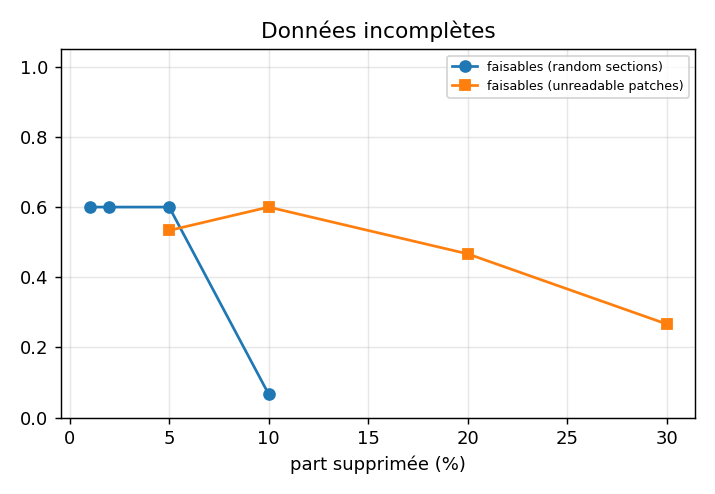 Données incomplètes
faisables (random sections)
faisables (unreadable patches)
1.0
0.8
0.6
0.4
0.2
0.0
0 5 10 15 20 25 30
part supprimée (%)